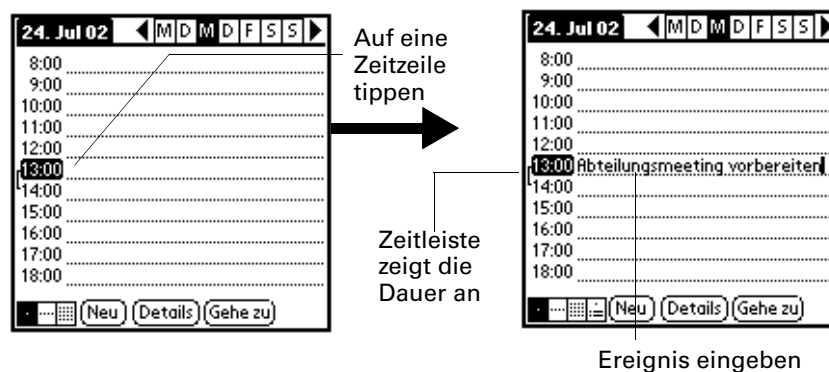 24. Jul 02 M D M D F S S
8:00
9:00
10:00
11:00
12:00
13:00
14:00
15:00
16:00
17:00
18:00
Neu Details Gehe zu
Auf eine
Zeitzeile
tippen
Zeitleiste
zeigt die
Dauer an
24. Jul 02 M D M D F S S
8:00
9:00
10:00
11:00
12:00
13:00 Abteilungsmeeting vorbereiten
14:00
15:00
16:00
17:00
18:00
Neu Details Gehe zu
Ereignis eingeben